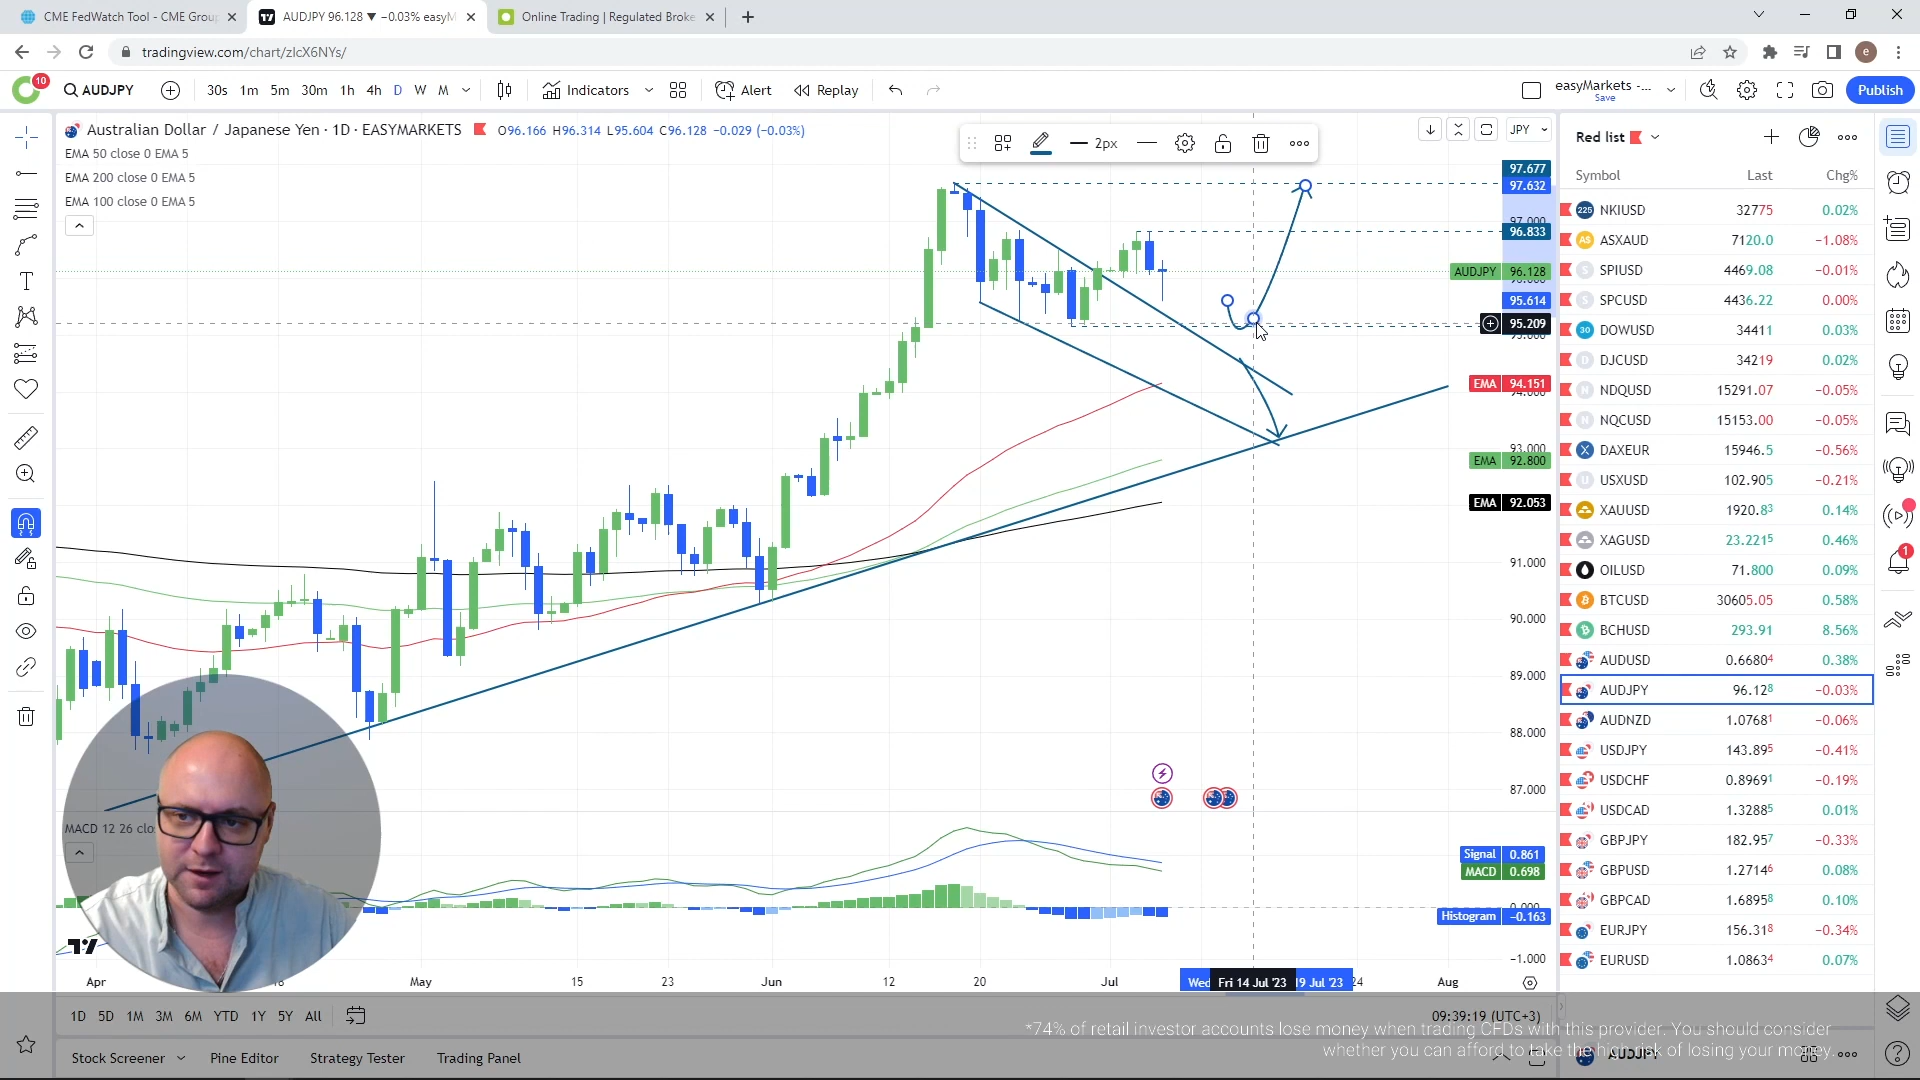 CME FedWatch Tool - CME Group
AUDJPY 96.128 ▼ −0.03% easyM
Online Trading | Regulated Broke
tradingview.com/chart/zlcX6NYs/
e
10
AUDJPY
30s 1m 5m 30m 1h 4h D W M
Indicators
Alert
Replay
easyMarkets -...
Save
Publish
Australian Dollar / Japanese Yen · 1D · EASYMARKETS O96.166 H96.314 L95.604 C96.128 −0.029 (−0.03%)
EMA 50 close 0 EMA 5
EMA 200 close 0 EMA 5
EMA 100 close 0 EMA 5
2px
JPY
97.677
97.632
97.000
96.833
AUDJPY 96.128
96.000
95.614
95.209
95.000
EMA 94.151
94.000
93.000
EMA 92.800
EMA 92.053
91.000
90.000
89.000
88.000
87.000
MACD 12 26 clo
Signal 0.861
MACD 0.698
0.000
Histogram −0.163
−1.000
Apr
18
May
15
23
Jun
12
20
Jul
Wed
Fri 14 Jul '23
19 Jul '23
24
Aug
1D 5D 1M 3M 6M YTD 1Y 5Y All
09:39:19 (UTC+3)
Stock Screener
Pine Editor
Strategy Tester
Trading Panel
*74% of retail investor accounts lose money when trading CFDs with this provider. You should consider
whether you can afford to take the high risk of losing your money.
Red list
Symbol Last Chg%
225 NKIUSD 32775 0.02%
A$ ASXAUD 7120.0 −1.08%
SPIUSD 4469.08 −0.01%
SPCUSD 4436.22 0.00%
30 DOWUSD 34411 0.03%
DJCUSD 34219 0.02%
NDQUSD 15291.07 −0.05%
NQCUSD 15153.00 −0.05%
DAXEUR 15946.5 −0.56%
USXUSD 102.905 −0.21%
XAUUSD 1920.83 0.14%
XAGUSD 23.2215 0.46%
OILUSD 71.800 0.09%
BTCUSD 30605.05 0.58%
BCHUSD 293.91 8.56%
AUDUSD 0.66804 0.38%
AUDJPY 96.128 −0.03%
AUDNZD 1.07681 −0.06%
USDJPY 143.895 −0.41%
USDCHF 0.89691 −0.19%
USDCAD 1.32885 0.01%
GBPJPY 182.957 −0.33%
GBPUSD 1.27146 0.08%
GBPCAD 1.68958 0.10%
EURJPY 156.318 −0.34%
EURUSD 1.08634 0.07%
AUDJPY
1